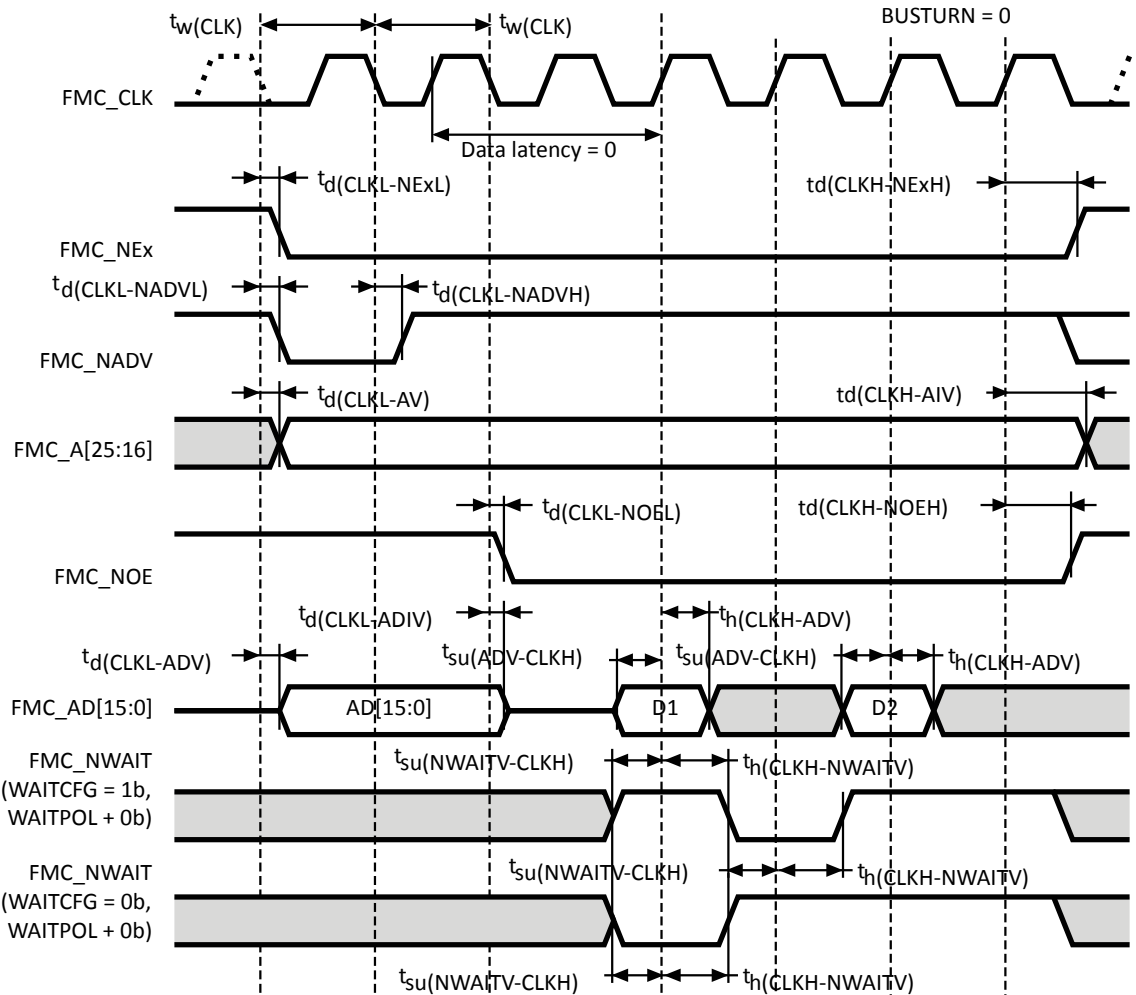 BUSTURN = 0
tw(CLK) tw(CLK)
FMC_CLK
Data latency = 0
td(CLKL-NExL) td(CLKH-NExH)
FMC_NEx
td(CLKL-NADVL) td(CLKL-NADVH)
FMC_NADV
td(CLKL-AV) td(CLKH-AIV)
FMC_A[25:16]
td(CLKL-NOEL) td(CLKH-NOEH)
FMC_NOE
td(CLKL-ADIV) th(CLKH-ADV)
td(CLKL-ADV) tsu(ADV-CLKH) tsu(ADV-CLKH) th(CLKH-ADV)
FMC_AD[15:0] AD[15:0] D1 D2
FMC_NWAIT
(WAITCFG = 1b,
WAITPOL + 0b)
tsu(NWAITV-CLKH) th(CLKH-NWAITV)
tsu(NWAITV-CLKH) th(CLKH-NWAITV)
FMC_NWAIT
(WAITCFG = 0b,
WAITPOL + 0b)
tsu(NWAITV-CLKH) th(CLKH-NWAITV)